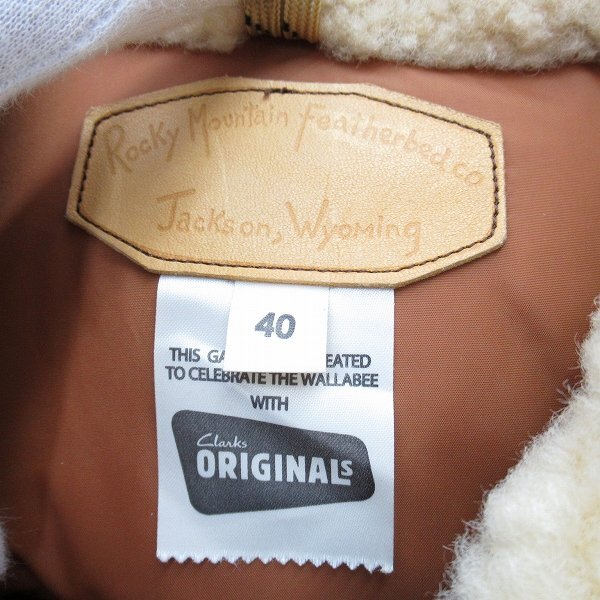 Rocky Mountain Featherbed.co
Jackson, Wyoming
40
THIS GA EATED
TO CELEBRATE THE WALLABEE
WITH
Clarks
ORIGINALS